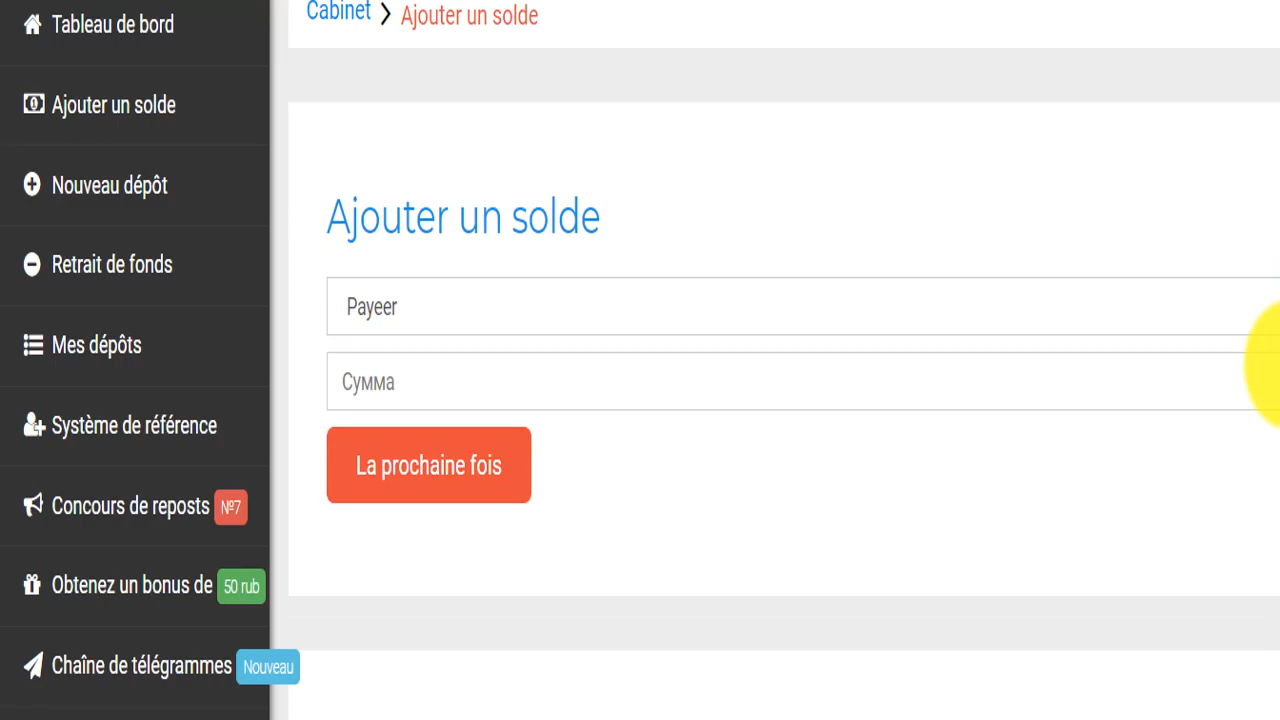 Tableau de bord
Ajouter un solde
Nouveau dépôt
Retrait de fonds
Mes dépôts
Système de référence
Concours de reposts №7
Obtenez un bonus de 50 rub
Chaîne de télégrammes Nouveau
Cabinet > Ajouter un solde
Ajouter un solde
Payeer
Сумма
La prochaine fois